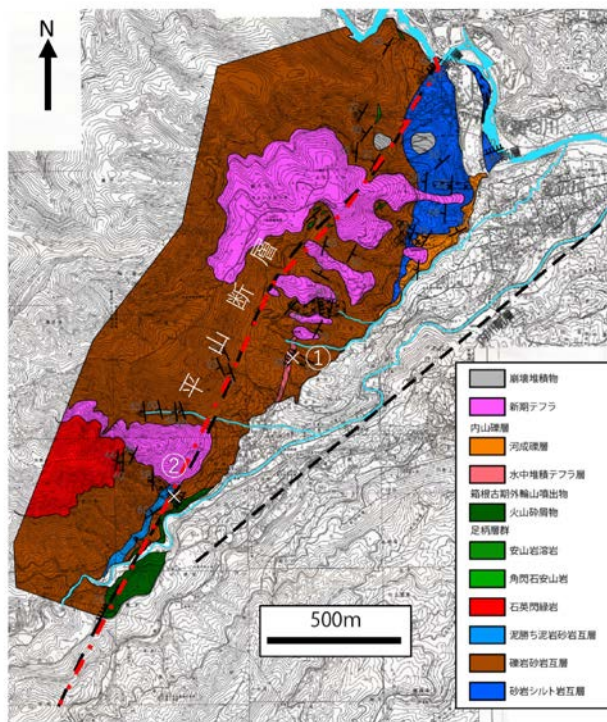 N
平山断層
①
②
500m
崩壊堆積物
新期テフラ
内山礫層
河成礫層
水中堆積テフラ層
箱根古期外輪山噴出物
火山砕屑物
足柄層群
安山岩溶岩
角閃石安山岩
石英閃緑岩
泥勝ち泥岩砂岩互層
礫岩砂岩互層
砂岩シルト岩互層